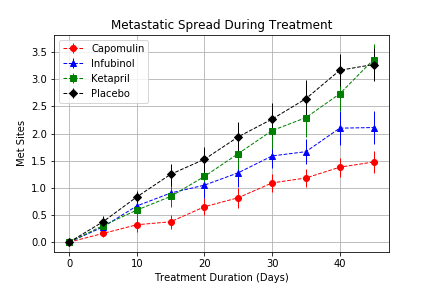 Metastatic Spread During Treatment
Capomulin
Infubinol
Ketapril
Placebo
Met Sites
3.5
3.0
2.5
2.0
1.5
1.0
0.5
0.0
0 10 20 30 40
Treatment Duration (Days)